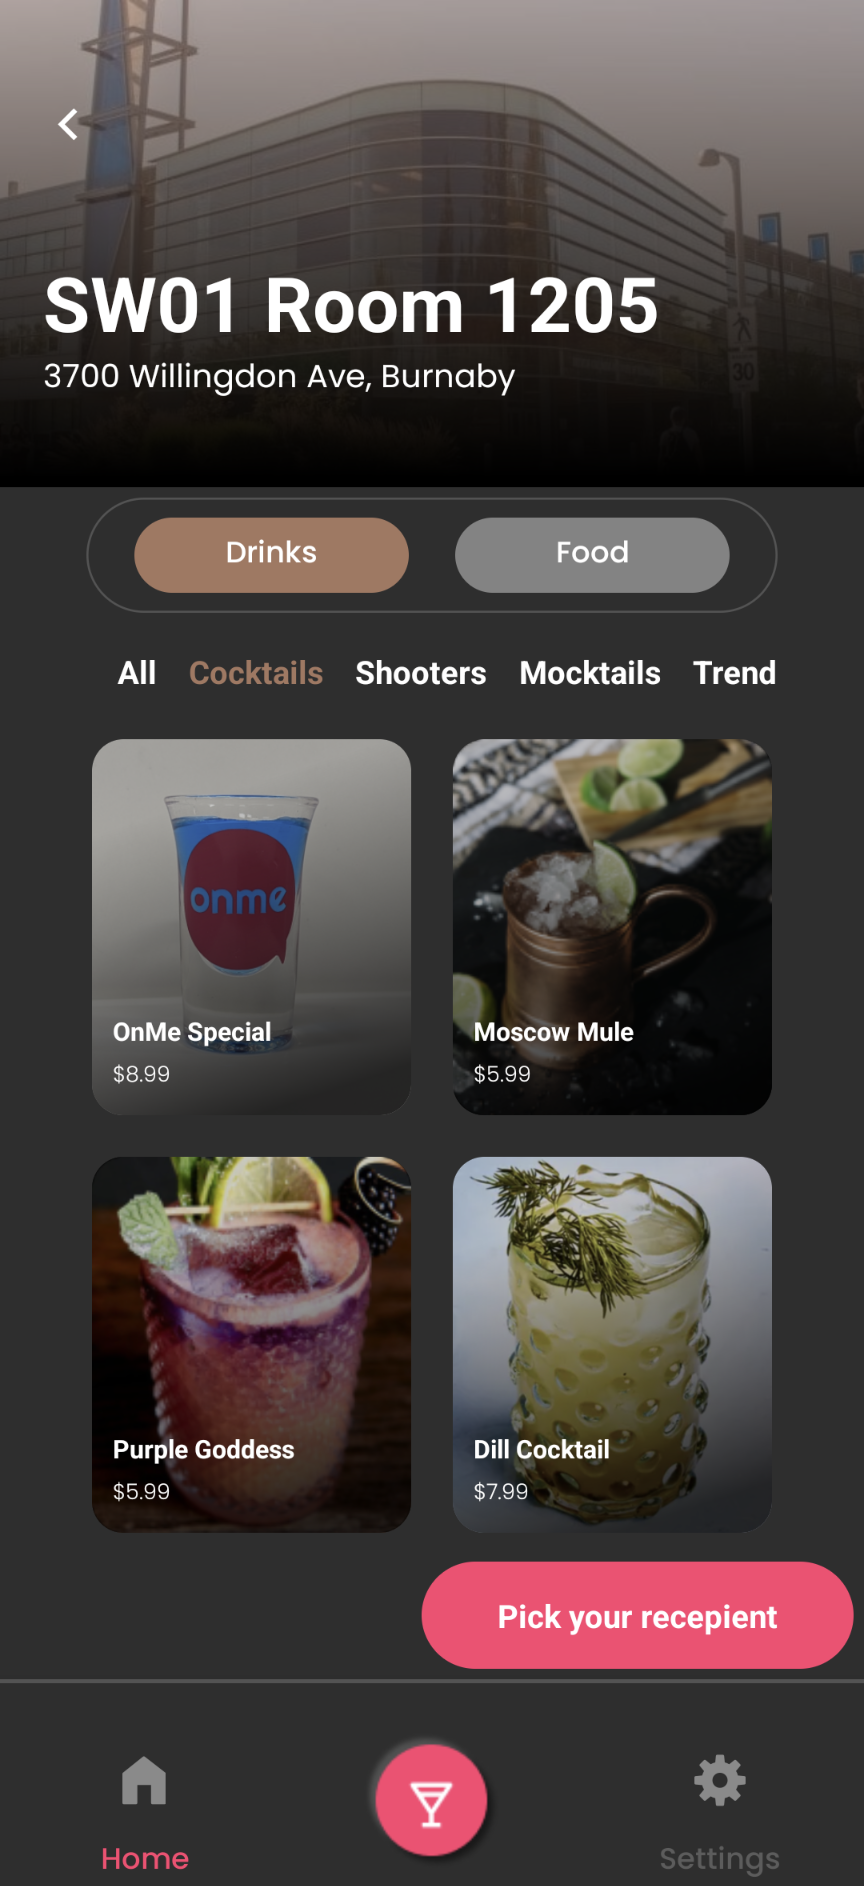 SW01 Room 1205
3700 Willingdon Ave, Burnaby
30
Drinks Food
All Cocktails Shooters Mocktails Trend
onme
OnMe Special
$8.99
Moscow Mule
$5.99
Purple Goddess
$5.99
Dill Cocktail
$7.99
Pick your recepient
Home
Settings